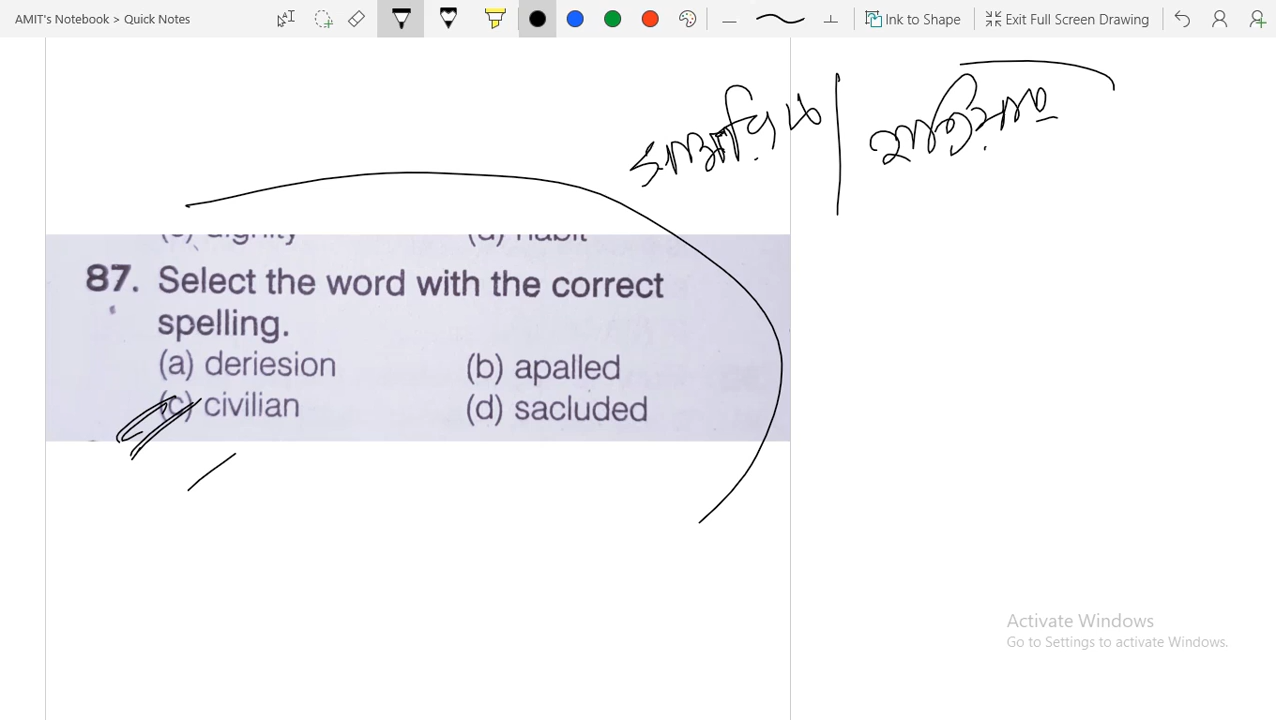 AMIT's Notebook > Quick Notes
Ink to Shape
Exit Full Screen Drawing
87. Select the word with the correct
spelling.
(a) deriesion (b) apalled
(c) civilian (d) sacluded
Activate Windows
Go to Settings to activate Windows.